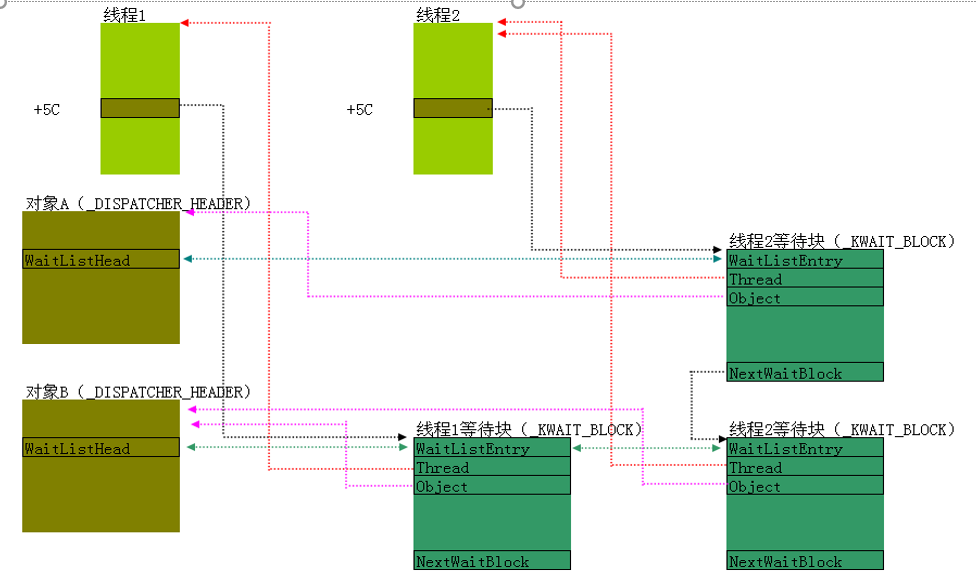 线程1
线程2
+5C
+5C
对象A（_DISPATCHER_HEADER）
WaitListHead
线程2等待块（_KWAIT_BLOCK）
WaitListEntry
Thread
Object
NextWaitBlock
对象B（_DISPATCHER_HEADER）
WaitListHead
线程1等待块（_KWAIT_BLOCK）
WaitListEntry
Thread
Object
NextWaitBlock
线程2等待块（_KWAIT_BLOCK）
WaitListEntry
Thread
Object
NextWaitBlock